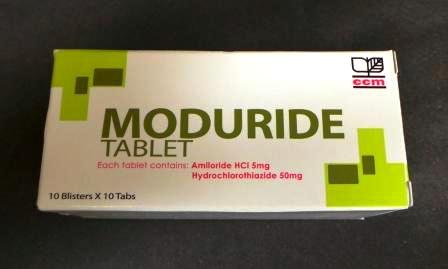 ccm
MODURIDE
TABLET
Each tablet contains: Amiloride HCl 5mg
Hydrochlorothiazide 50mg
10 Blisters X 10 Tabs